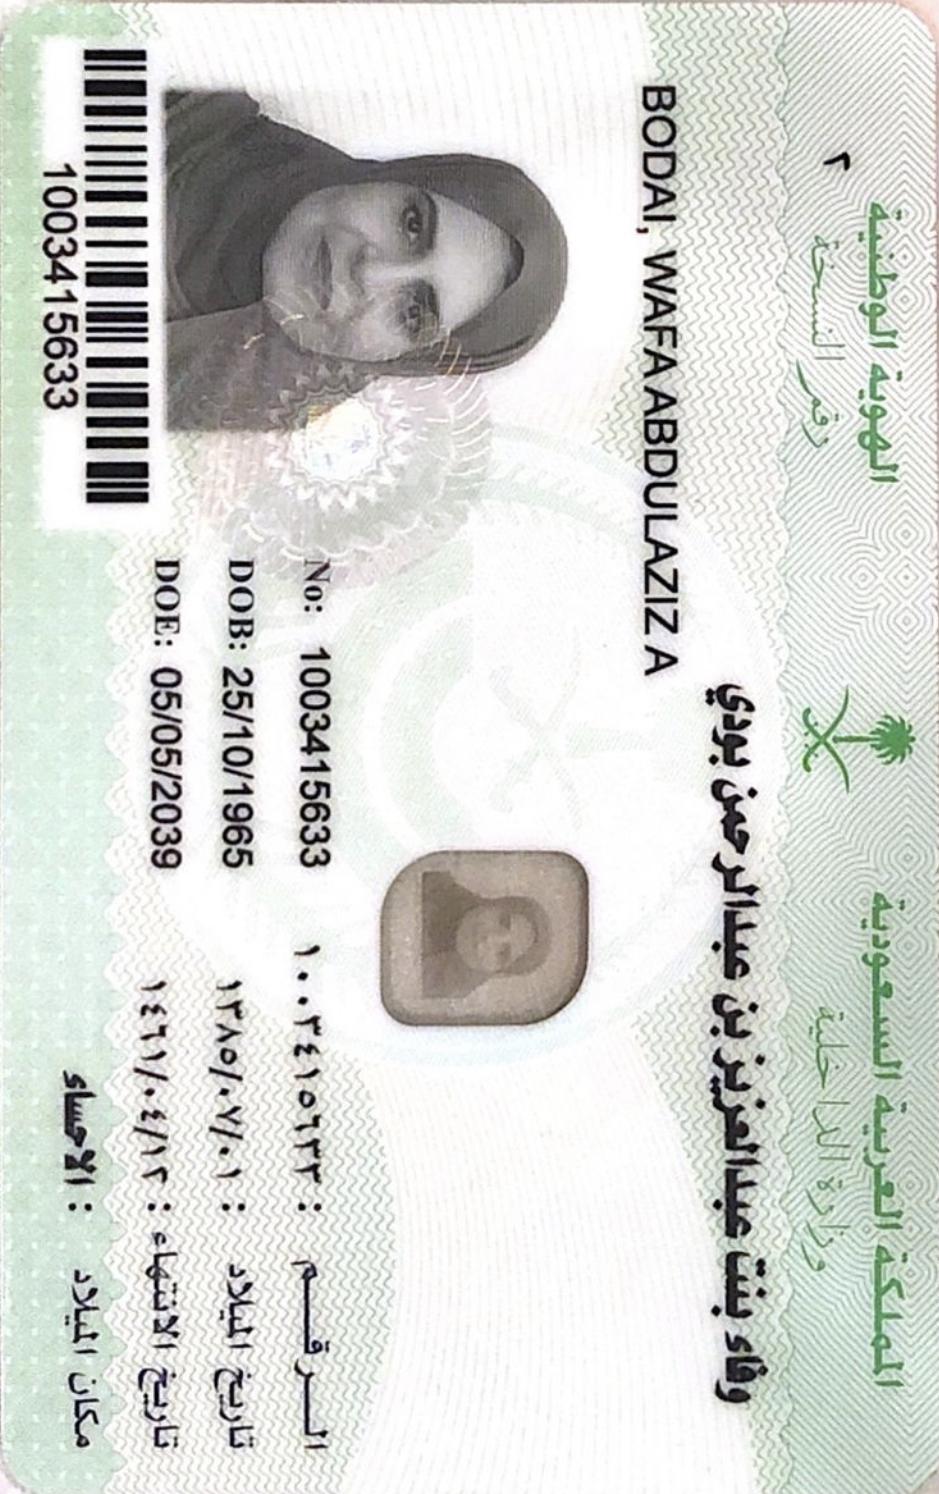 المملكة العربية السعودية
الهوية الوطنية
وزارة الداخلية
رقم النسخة
٢
وفاء بنت عبدالعزيز بن عبدالرحمن بودي
BODAI, WAFA ABDULAZIZ A
الرقم : ١٠٠٣٤١٥٦٣٣
No: 1003415633
تاريخ الميلاد : ١٣٨٥/٠٧/٠١
DOB: 25/10/1965
تاريخ الانتهاء : ١٤٦١/٠٤/١٢
DOE: 05/05/2039
مكان الميلاد : الاحساء
1003415633